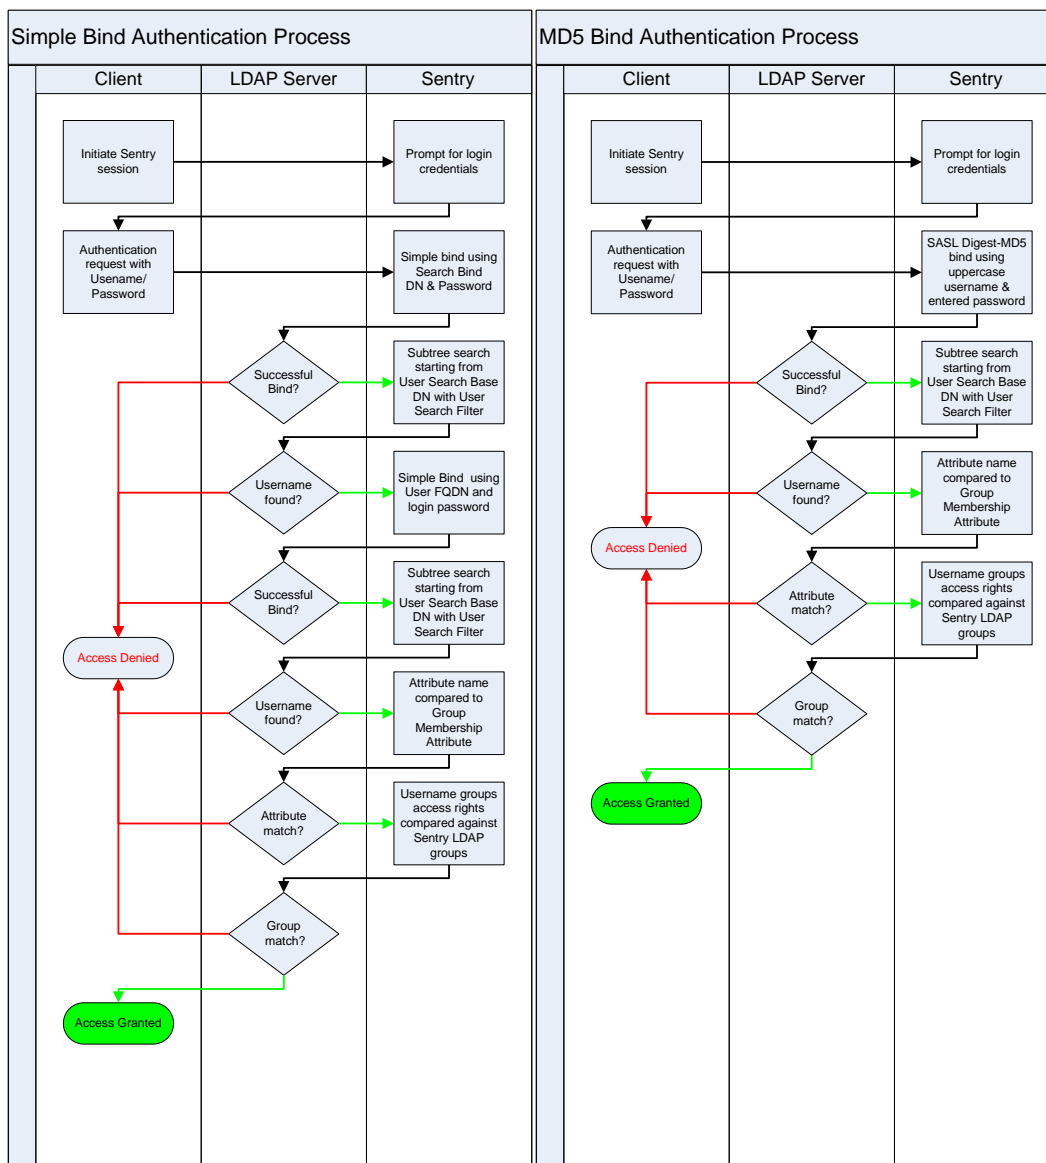 Simple Bind Authentication Process
Client
LDAP Server
Sentry
Initiate Sentry
session
Prompt for login
credentials
Authentication
request with
Usename/
Password
Simple bind using
Search Bind
DN & Password
Successful
Bind?
Subtree search
starting from
User Search Base
DN with User
Search Filter
Username
found?
Simple Bind  using
User FQDN and
login password
Successful
Bind?
Subtree search
starting from
User Search Base
DN with User
Search Filter
Access Denied
Username
found?
Attribute name
compared to
Group
Membership
Attribute
Attribute
match?
Username groups
access rights
compared against
Sentry LDAP
groups
Group
match?
Access Granted
MD5 Bind Authentication Process
Client
LDAP Server
Sentry
Initiate Sentry
session
Prompt for login
credentials
Authentication
request with
Usename/
Password
SASL Digest-MD5
bind using
uppercase
username &
entered password
Successful
Bind?
Subtree search
starting from
User Search Base
DN with User
Search Filter
Username
found?
Attribute name
compared to
Group
Membership
Attribute
Access Denied
Attribute
match?
Username groups
access rights
compared against
Sentry LDAP
groups
Group
match?
Access Granted